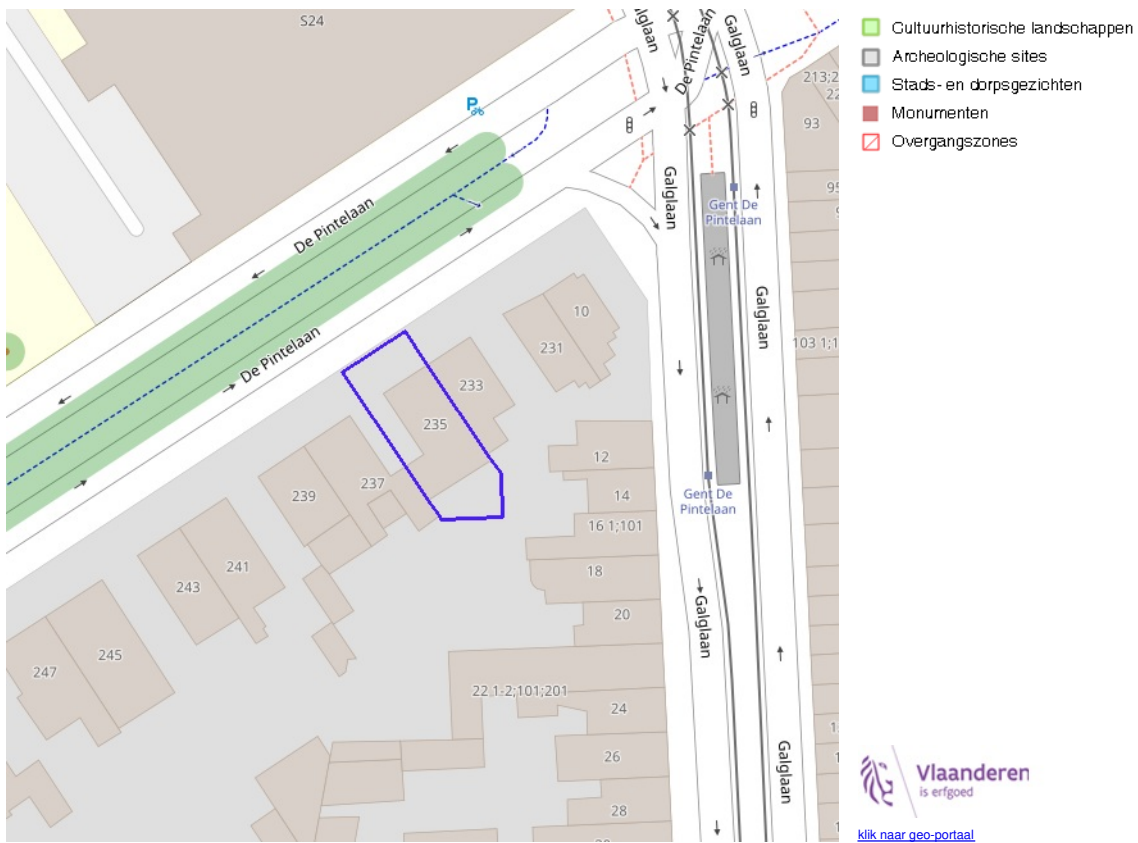 S24
Galglaan
De Pintelaan
Galglaan
P
213;2
22
93
95
De Pintelaan
Galglaan
Gent De
Pintelaan
De Pintelaan
Galglaan
10
231
103 1;1
233
235
237
239
12
14
16 1;101
Gent De
Pintelaan
241
243
18
20
Galglaan
245
247
22 1-2;101;201
24
26
28
Galglaan
Cultuurhistorische landschappen
Archeologische sites
Stads- en dorpsgezichten
Monumenten
Overgangszones
Vlaanderen
is erfgoed
klik naar geo-portaal